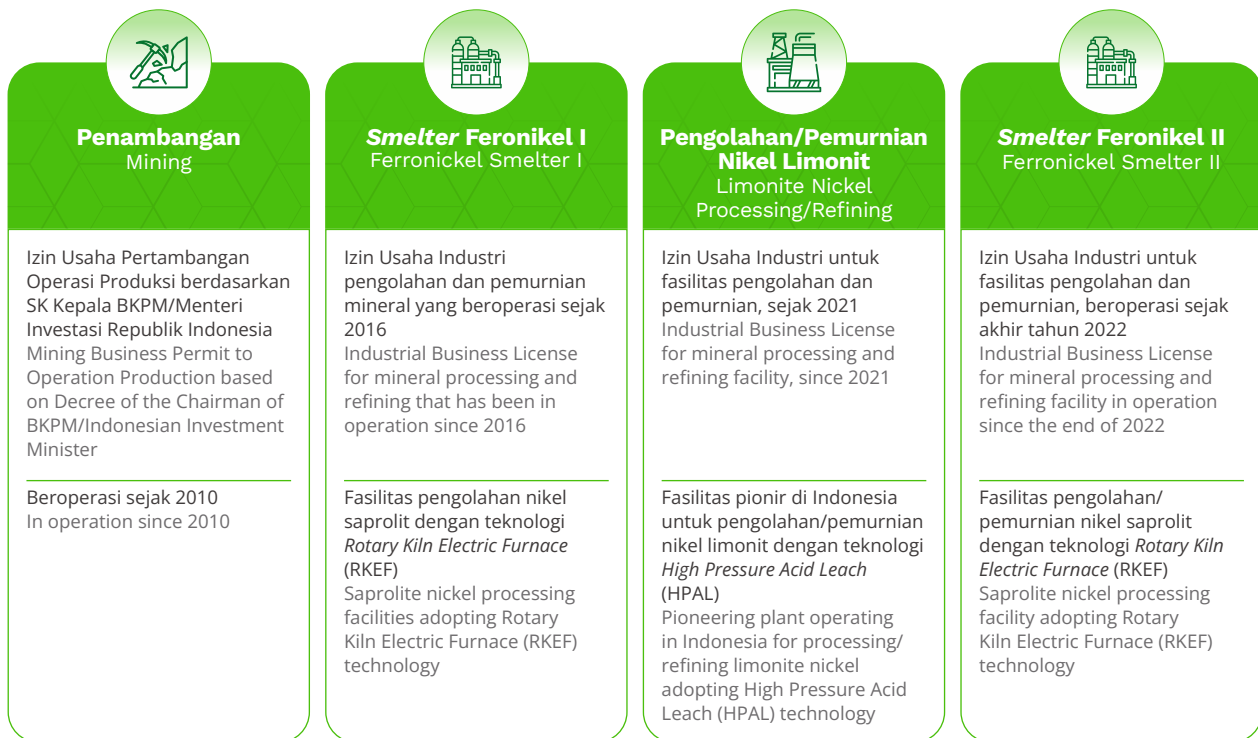 Penambangan
Mining
Izin Usaha Pertambangan
Operasi Produksi berdasarkan
SK Kepala BKPM/Menteri
Investasi Republik Indonesia
Mining Business Permit to
Operation Production based
on Decree of the Chairman of
BKPM/Indonesian Investment
Minister
Beroperasi sejak 2010
In operation since 2010
Smelter Feronikel I
Ferronickel Smelter I
Izin Usaha Industri
pengolahan dan pemurnian
mineral yang beroperasi sejak
2016
Industrial Business License
for mineral processing and
refining that has been in
operation since 2016
Fasilitas pengolahan nikel
saprolit dengan teknologi
Rotary Kiln Electric Furnace
(RKEF)
Saprolite nickel processing
facilities adopting Rotary
Kiln Electric Furnace (RKEF)
technology
Pengolahan/Pemurnian
Nikel Limonit
Limonite Nickel
Processing/Refining
Izin Usaha Industri untuk
fasilitas pengolahan dan
pemurnian, sejak 2021
Industrial Business License
for mineral processing and
refining facility, since 2021
Fasilitas pionir di Indonesia
untuk pengolahan/pemurnian
nikel limonit dengan teknologi
High Pressure Acid Leach
(HPAL)
Pioneering plant operating
in Indonesia for processing/
refining limonite nickel
adopting High Pressure Acid
Leach (HPAL) technology
Smelter Feronikel II
Ferronickel Smelter II
Izin Usaha Industri untuk
fasilitas pengolahan dan
pemurnian, beroperasi sejak
akhir tahun 2022
Industrial Business License
for mineral processing and
refining facility in operation
since the end of 2022
Fasilitas pengolahan/
pemurnian nikel saprolit
dengan teknologi Rotary Kiln
Electric Furnace (RKEF)
Saprolite nickel processing
facility adopting Rotary
Kiln Electric Furnace (RKEF)
technology